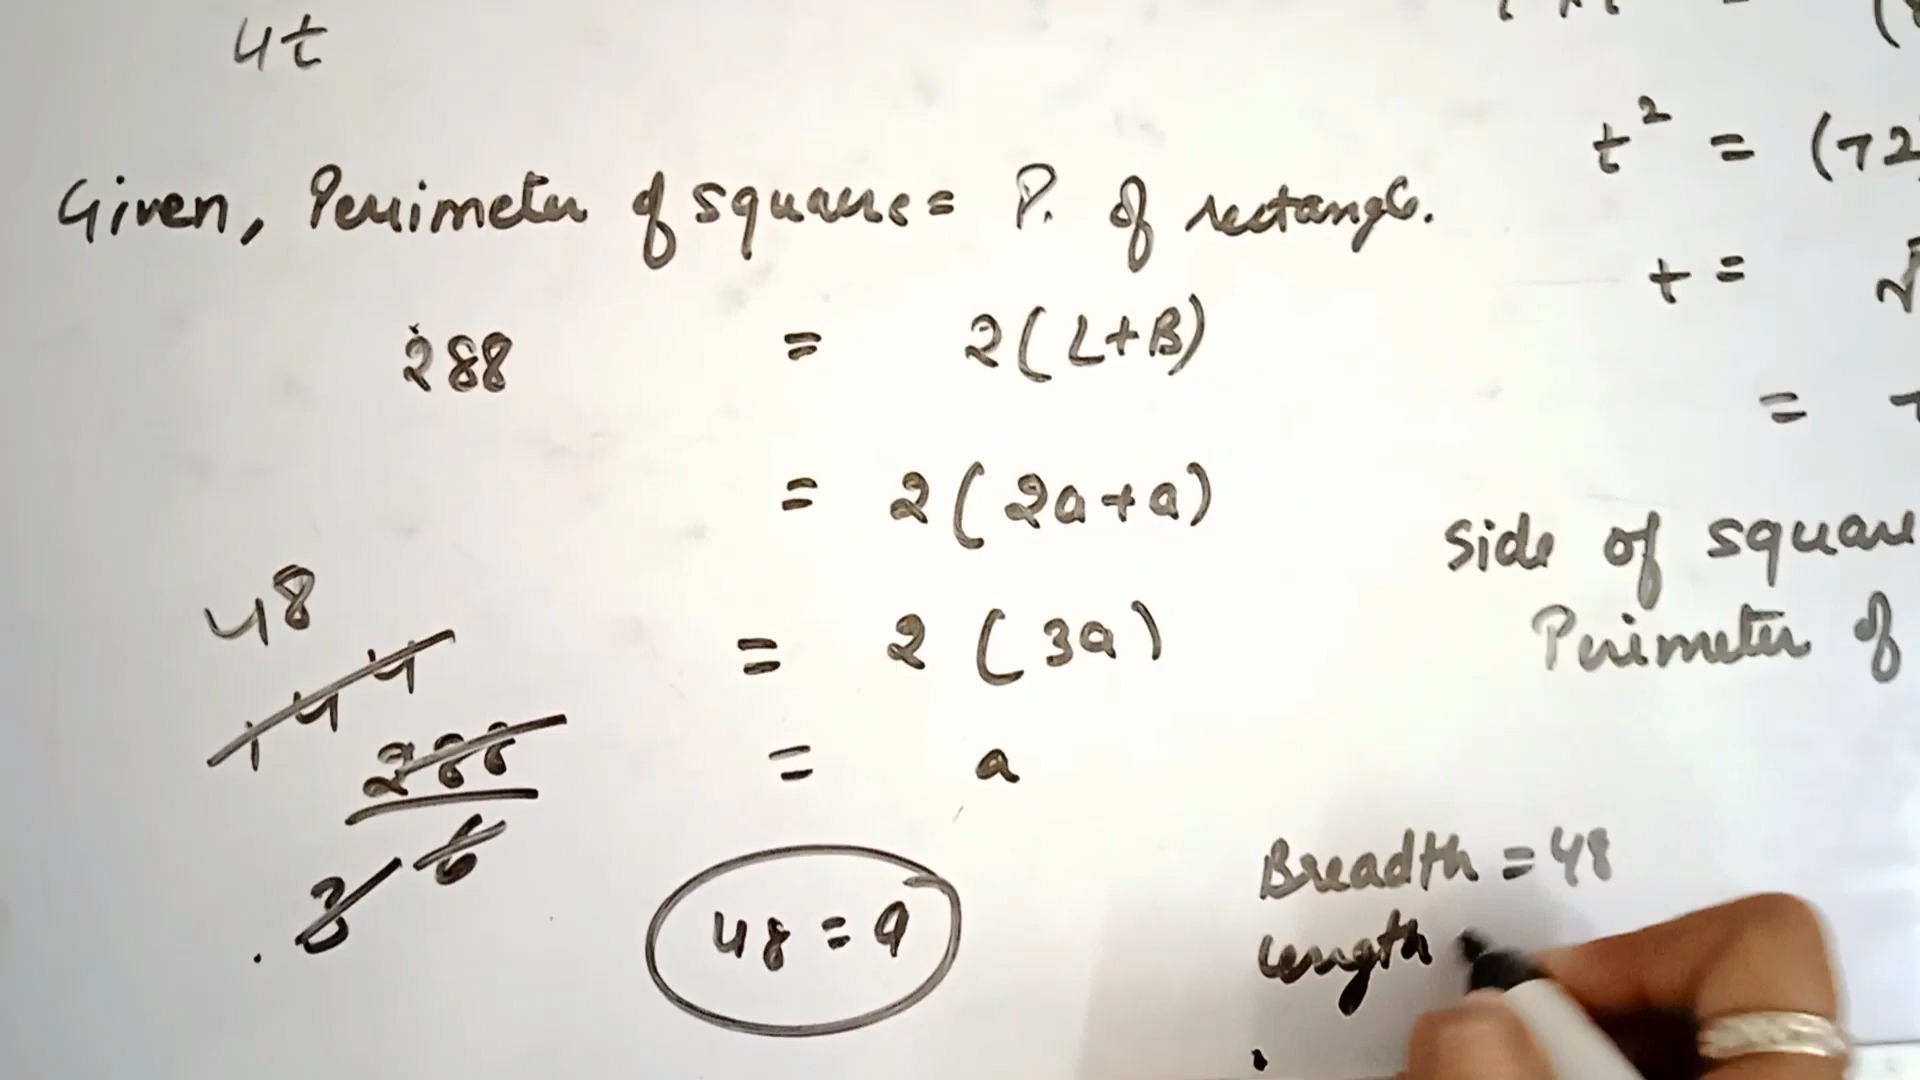 4t
Given, Perimeter of square = P. of rectangle.
288 = 2(L+B)
= 2(2a+a)
= 2(3a)
48
144
288
6
3
= a
48 = a
t² = (72
t =
=
Side of square
Perimeter of
Breadth = 48
Length